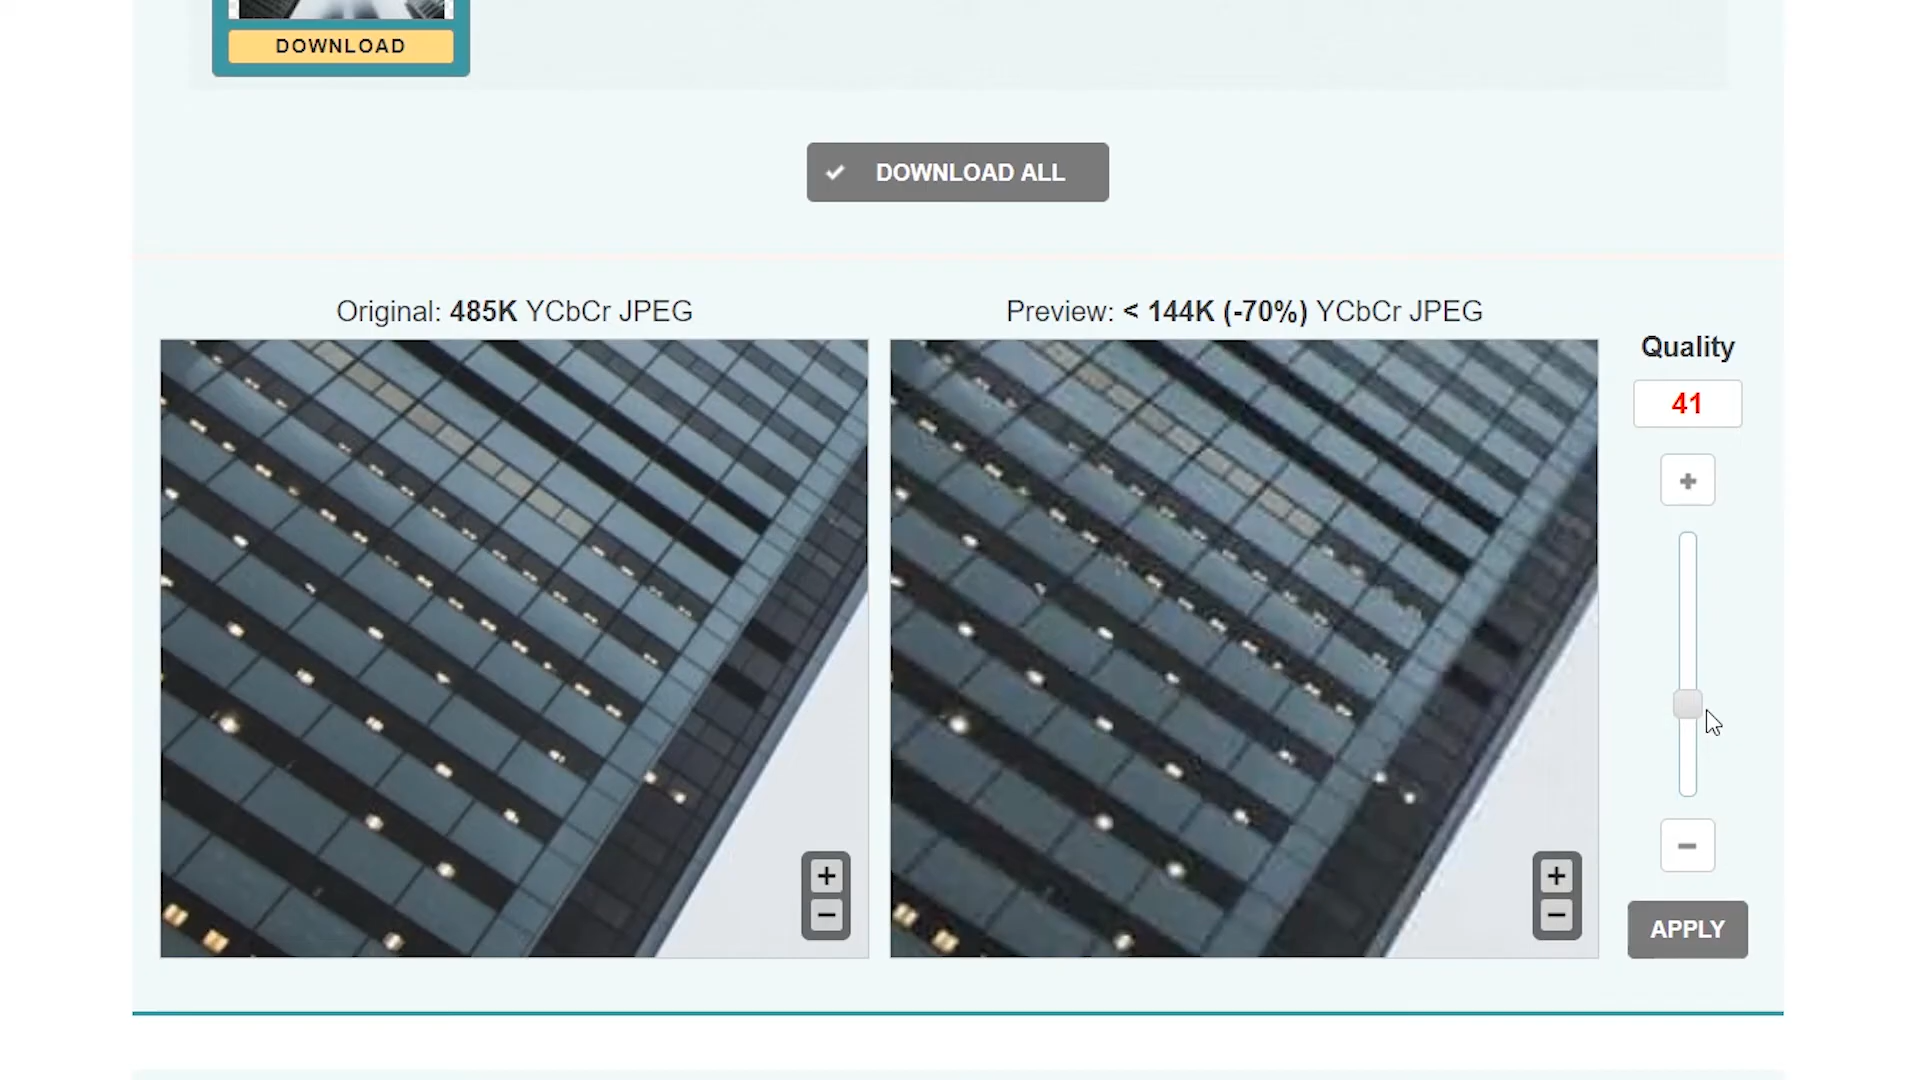 DOWNLOAD
DOWNLOAD ALL
Original: 485K YCbCr JPEG
Preview: < 144K (-70%) YCbCr JPEG
Quality
41
APPLY